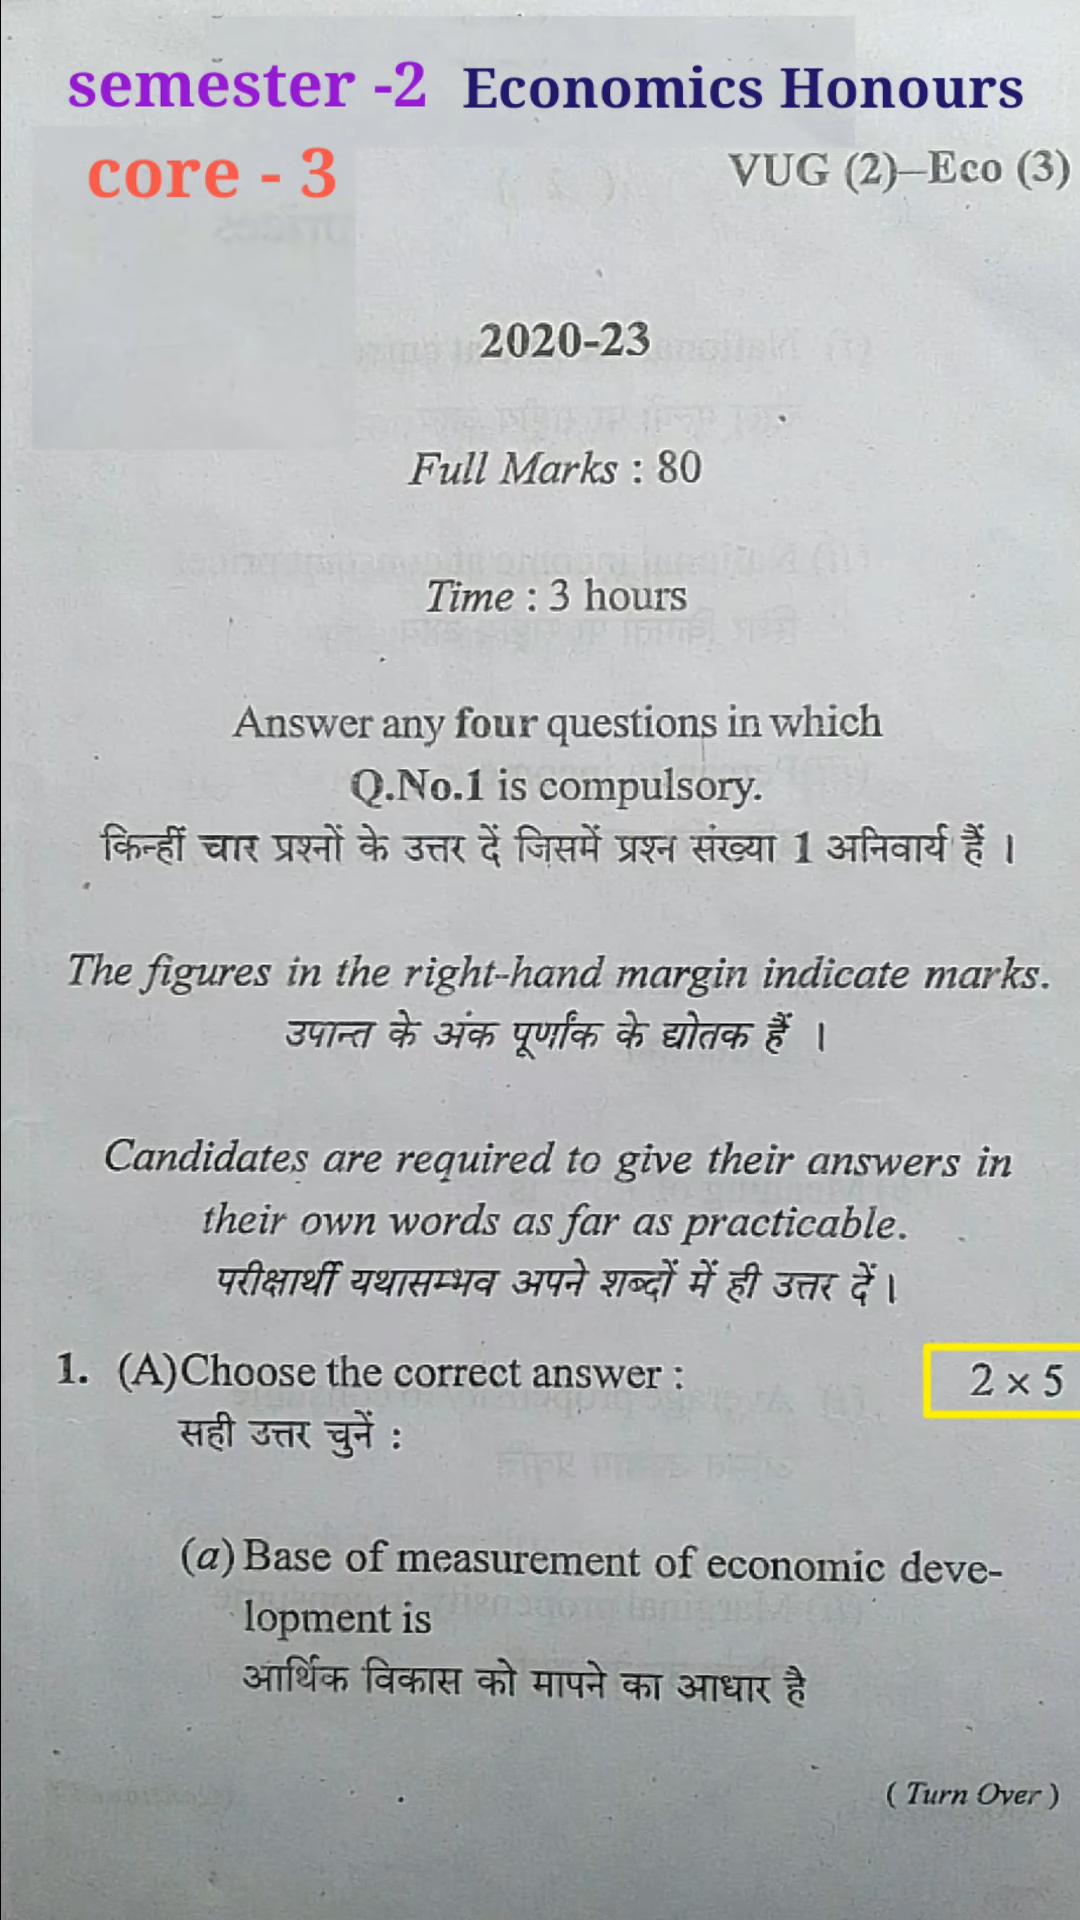 semester -2 Economics Honours
core - 3
VUG (2)–Eco (3)
2020-23
Full Marks : 80
Time : 3 hours
Answer any four questions in which
Q.No.1 is compulsory.
किन्हीं चार प्रश्नों के उत्तर दें जिसमें प्रश्न संख्या 1 अनिवार्य हैं ।
The figures in the right-hand margin indicate marks.
उपान्त के अंक पूर्णांक के द्योतक हैं ।
Candidates are required to give their answers in
their own words as far as practicable.
परीक्षार्थी यथासम्भव अपने शब्दों में ही उत्तर दें ।
1. (A) Choose the correct answer : 2 × 5
सही उत्तर चुनें :
(a) Base of measurement of economic deve-
lopment is
आर्थिक विकास को मापने का आधार है
( Turn Over )